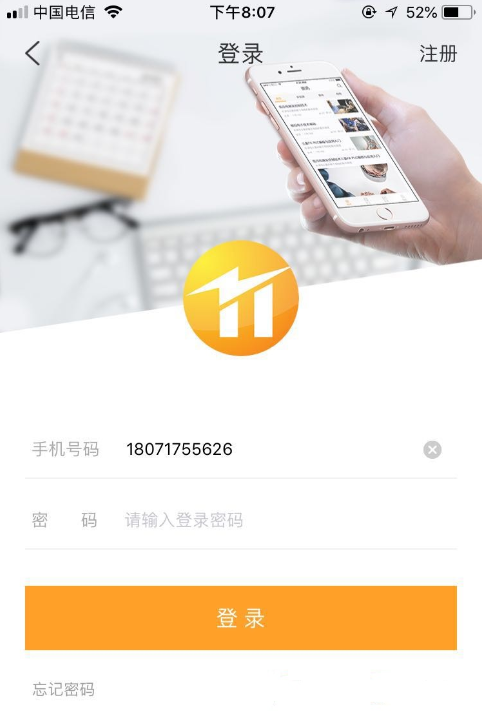 中国电信 下午8:07 52%
登录 注册
手机号码 18071755626
密 码 请输入登录密码
登 录
忘记密码